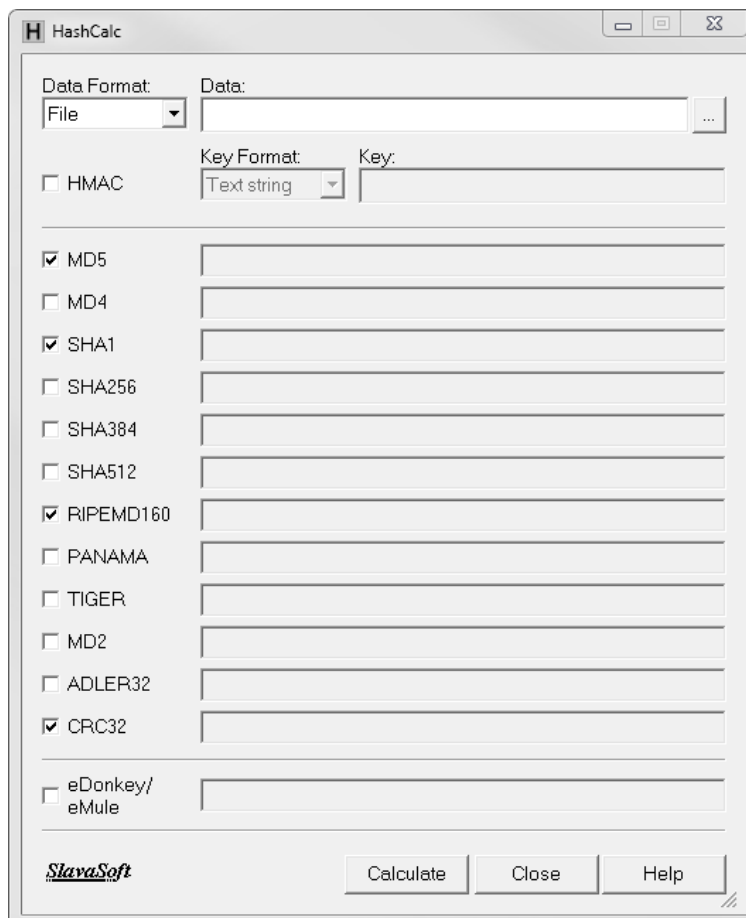 H HashCalc
Data Format: Data:
File ...
Key Format: Key:
HMAC Text string
MD5
MD4
SHA1
SHA256
SHA384
SHA512
RIPEMD160
PANAMA
TIGER
MD2
ADLER32
CRC32
eDonkey/
eMule
SlavaSoft Calculate Close Help